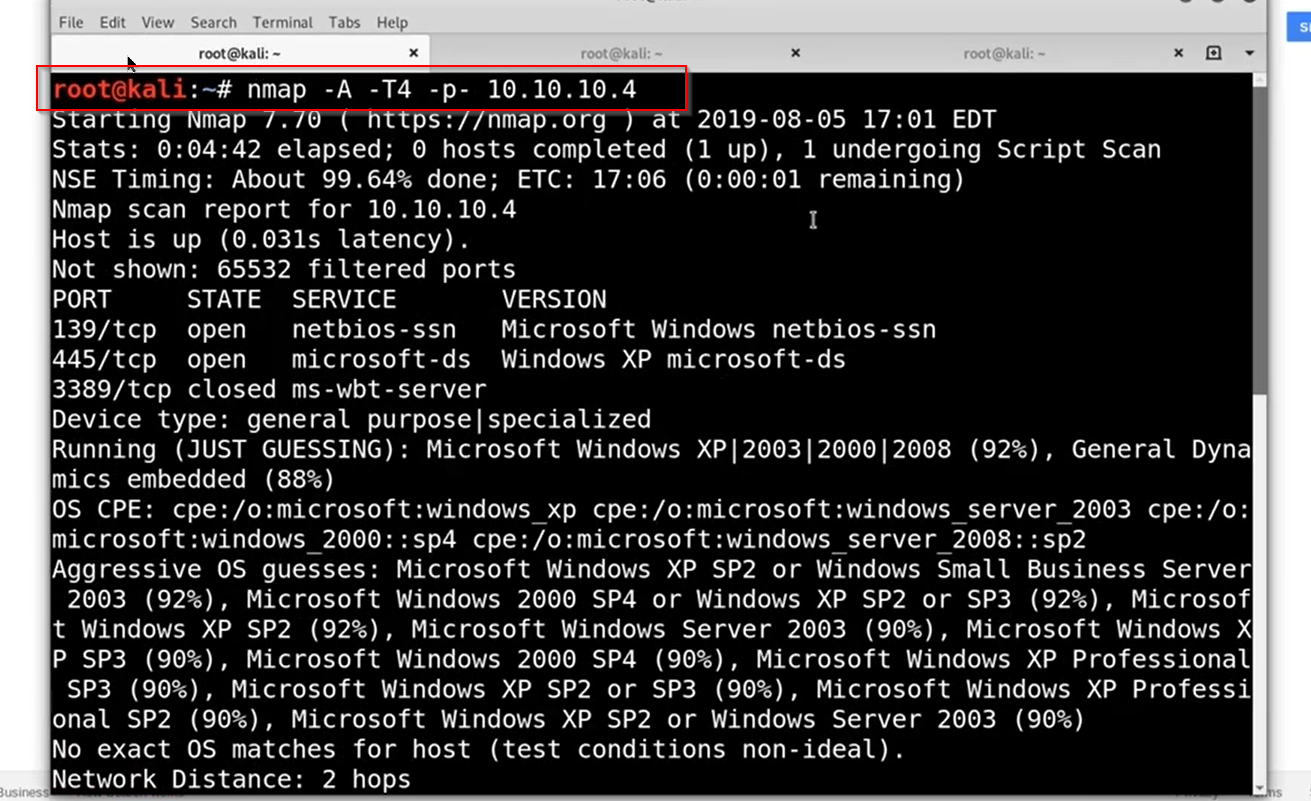 File Edit View Search Terminal Tabs Help
root@kali: ~ × root@kali: ~ × root@kali: ~ ×
root@kali:~# nmap -A -T4 -p- 10.10.10.4
Starting Nmap 7.70 ( https://nmap.org ) at 2019-08-05 17:01 EDT
Stats: 0:04:42 elapsed; 0 hosts completed (1 up), 1 undergoing Script Scan
NSE Timing: About 99.64% done; ETC: 17:06 (0:00:01 remaining)
Nmap scan report for 10.10.10.4
Host is up (0.031s latency).
Not shown: 65532 filtered ports
PORT     STATE  SERVICE       VERSION
139/tcp  open   netbios-ssn   Microsoft Windows netbios-ssn
445/tcp  open   microsoft-ds  Windows XP microsoft-ds
3389/tcp closed ms-wbt-server
Device type: general purpose|specialized
Running (JUST GUESSING): Microsoft Windows XP|2003|2000|2008 (92%), General Dyna
mics embedded (88%)
OS CPE: cpe:/o:microsoft:windows_xp cpe:/o:microsoft:windows_server_2003 cpe:/o:
microsoft:windows_2000::sp4 cpe:/o:microsoft:windows_server_2008::sp2
Aggressive OS guesses: Microsoft Windows XP SP2 or Windows Small Business Server
 2003 (92%), Microsoft Windows 2000 SP4 or Windows XP SP2 or SP3 (92%), Microsof
t Windows XP SP2 (92%), Microsoft Windows Server 2003 (90%), Microsoft Windows X
P SP3 (90%), Microsoft Windows 2000 SP4 (90%), Microsoft Windows XP Professional
 SP3 (90%), Microsoft Windows XP SP2 or SP3 (90%), Microsoft Windows XP Professi
onal SP2 (90%), Microsoft Windows XP SP2 or Windows Server 2003 (90%)
No exact OS matches for host (test conditions non-ideal).
Network Distance: 2 hops
Business